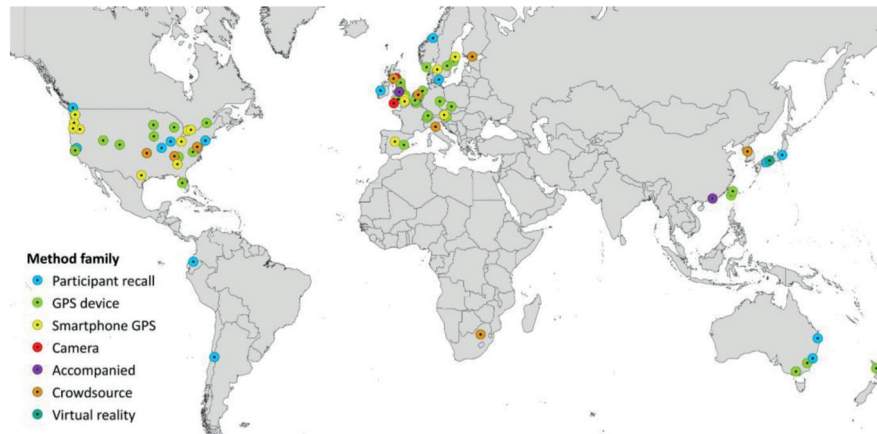 Method family
Participant recall
GPS device
Smartphone GPS
Camera
Accompanied
Crowdsource
Virtual reality